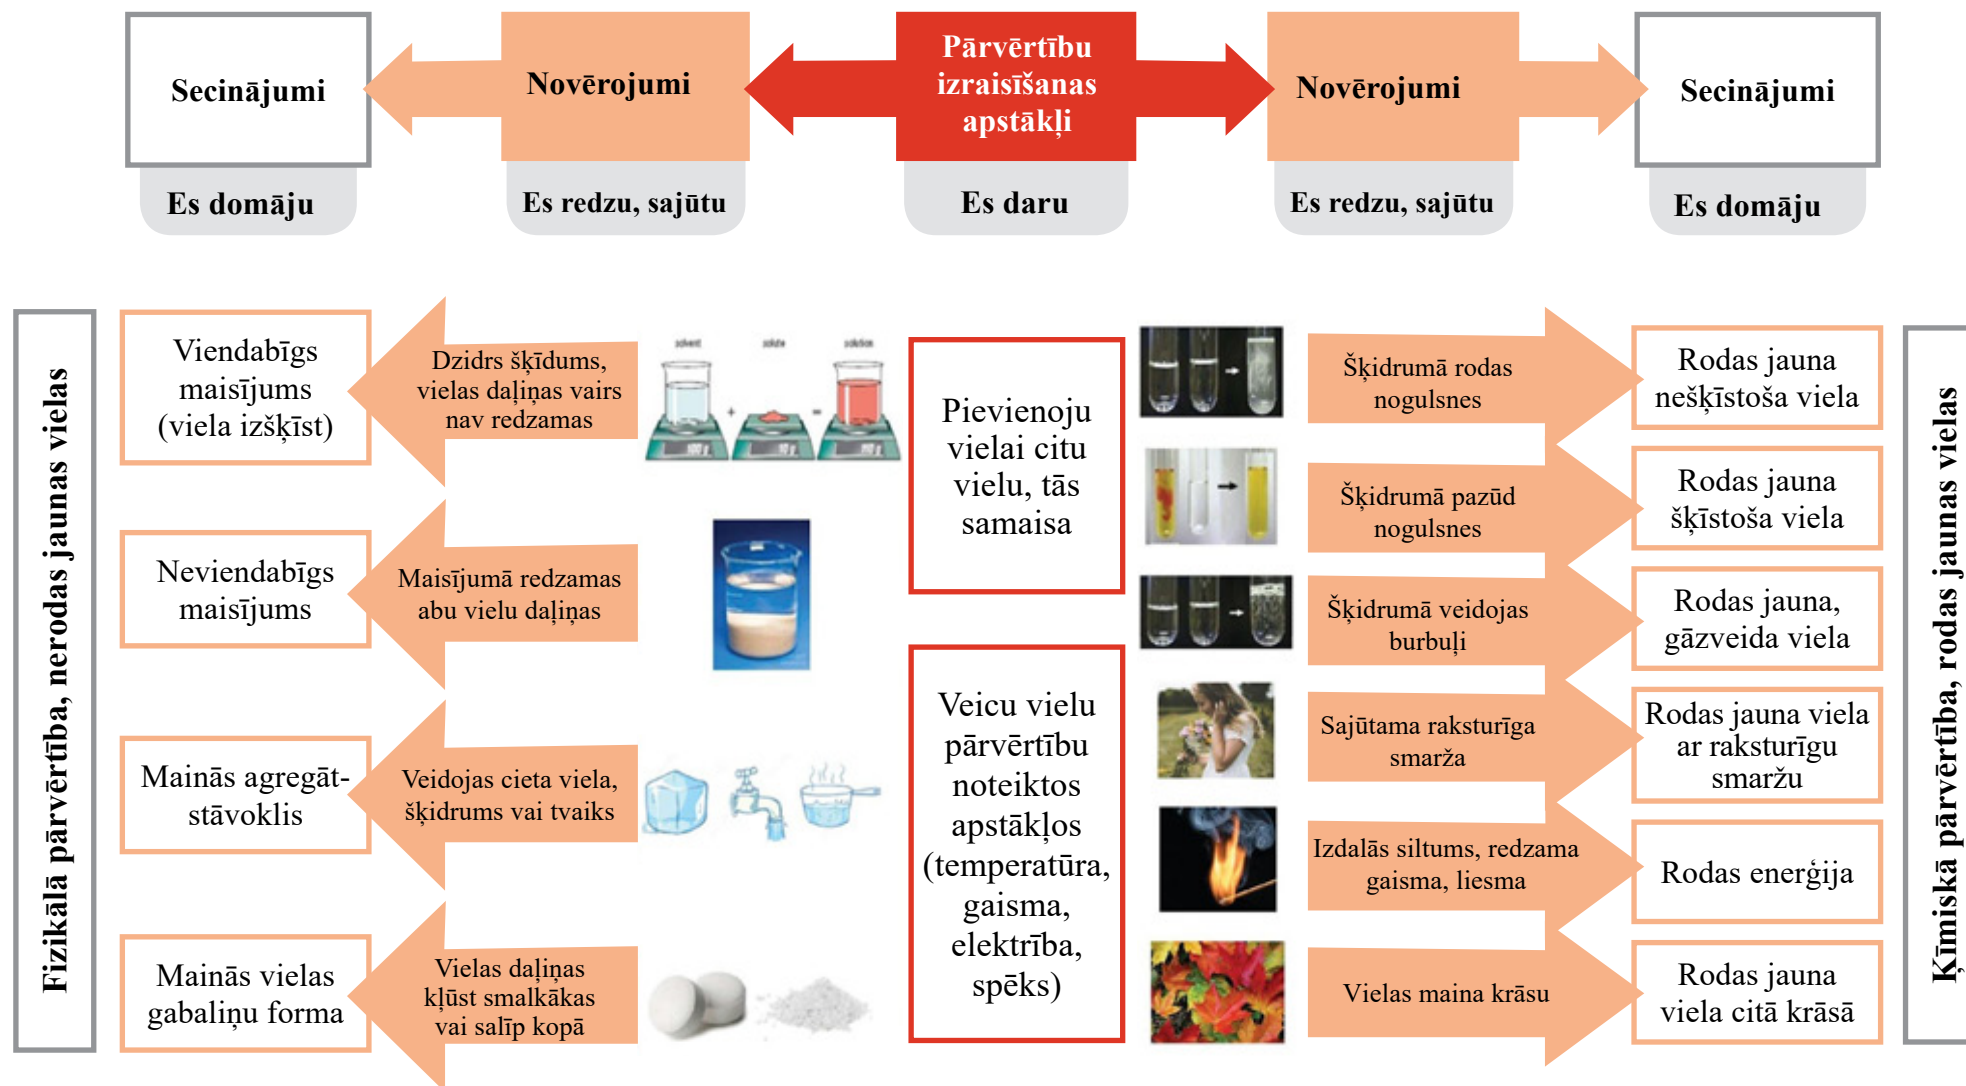 Secinājumi
Es domāju
Novērojumi
Es redzu, sajūtu
Pārvērtību
izraisīšanas
apstākļi
Es daru
Novērojumi
Es redzu, sajūtu
Secinājumi
Es domāju
Fizikālā pārvērtība, nerodas jaunas vielas
Viendabīgs
maisījums
(viela izšķīst)
Dzidrs šķīdums,
vielas daļiņas vairs
nav redzamas
solvent
solute
solution
+
=
100 g
10 g
110 g
Neviendabīgs
maisījums
Maisījumā redzamas
abu vielu daļiņas
Mainās agregāt-
stāvoklis
Veidojas cieta viela,
šķidrums vai tvaiks
Mainās vielas
gabaliņu forma
Vielas daļiņas
kļūst smalkākas
vai salīp kopā
Pievienoju
vielai citu
vielu, tās
samaisa
Veicu vielu
pārvērtību
noteiktos
apstākļos
(temperatūra,
gaisma,
elektrība,
spēks)
Šķidrumā rodas
nogulsnes
Rodas jauna
nešķīstoša viela
Šķidrumā pazūd
nogulsnes
Rodas jauna
šķīstoša viela
Šķidrumā veidojas
burbuļi
Rodas jauna,
gāzveida viela
Sajūtama raksturīga
smarža
Rodas jauna viela
ar raksturīgu
smaržu
Izdalās siltums, redzama
gaisma, liesma
Rodas enerģija
Vielas maina krāsu
Rodas jauna
viela citā krāsā
Ķīmiskā pārvērtība, rodas jaunas vielas